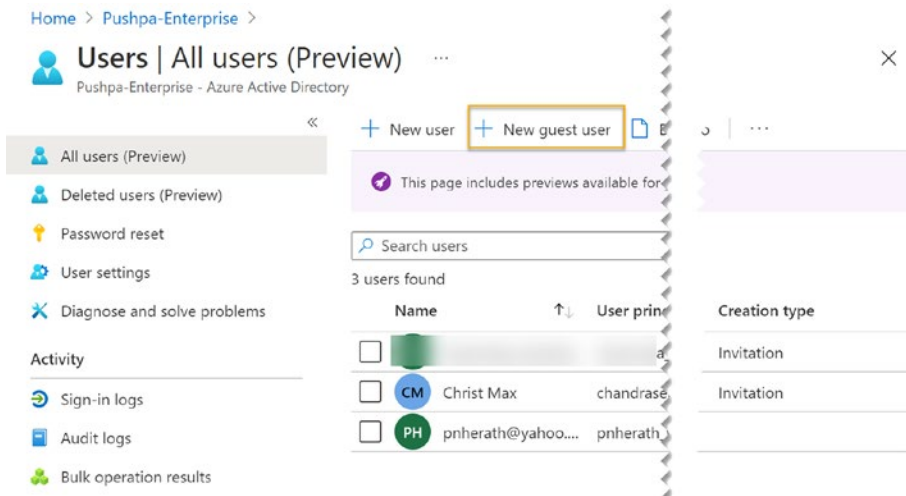 Home > Pushpa-Enterprise >
Users | All users (Preview) ...
Pushpa-Enterprise - Azure Active Directory
«
All users (Preview)
Deleted users (Preview)
Password reset
User settings
Diagnose and solve problems
Activity
Sign-in logs
Audit logs
Bulk operation results
+ New user + New guest user ...
This page includes previews available for
Search users
3 users found
Name ↑↓ User prin Creation type
Invitation
CM Christ Max chandrase Invitation
PH pnherath@yahoo.... pnherath_